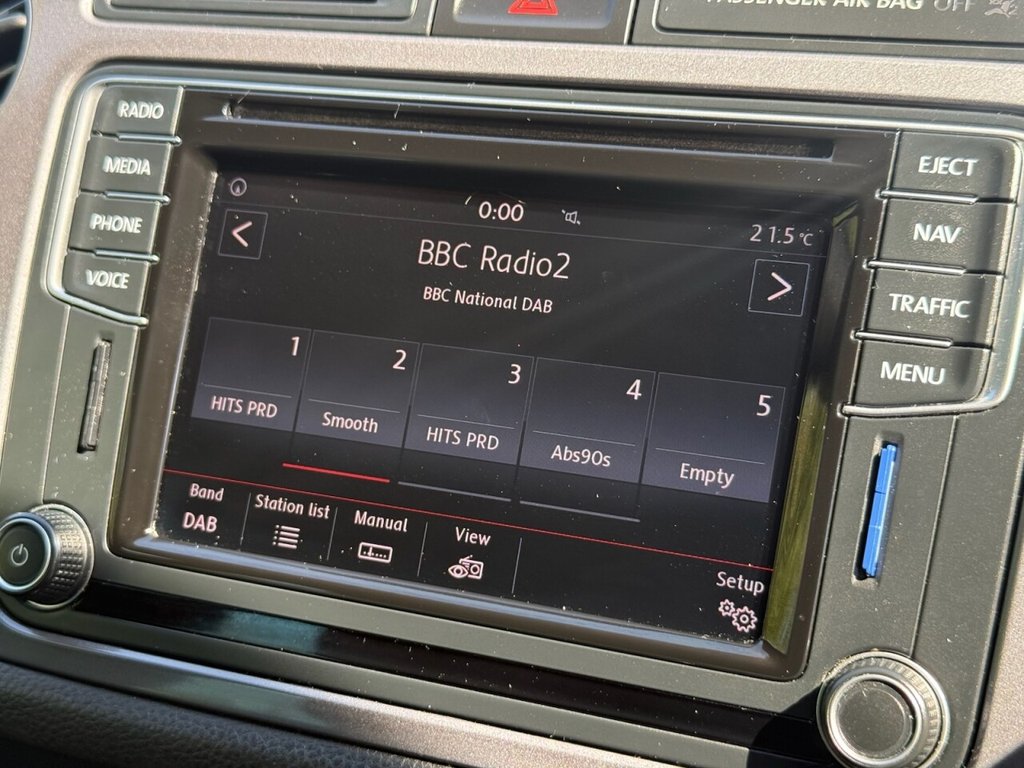 PASSENGER AIR BAG OFF
RADIO
MEDIA
PHONE
VOICE
EJECT
NAV
TRAFFIC
MENU
0:00
21.5°C
<
BBC Radio2
>
BBC National DAB
1
HITS PRD
2
Smooth
3
HITS PRD
4
Abs90s
5
Empty
Band
DAB
Station list
Manual
View
Setup